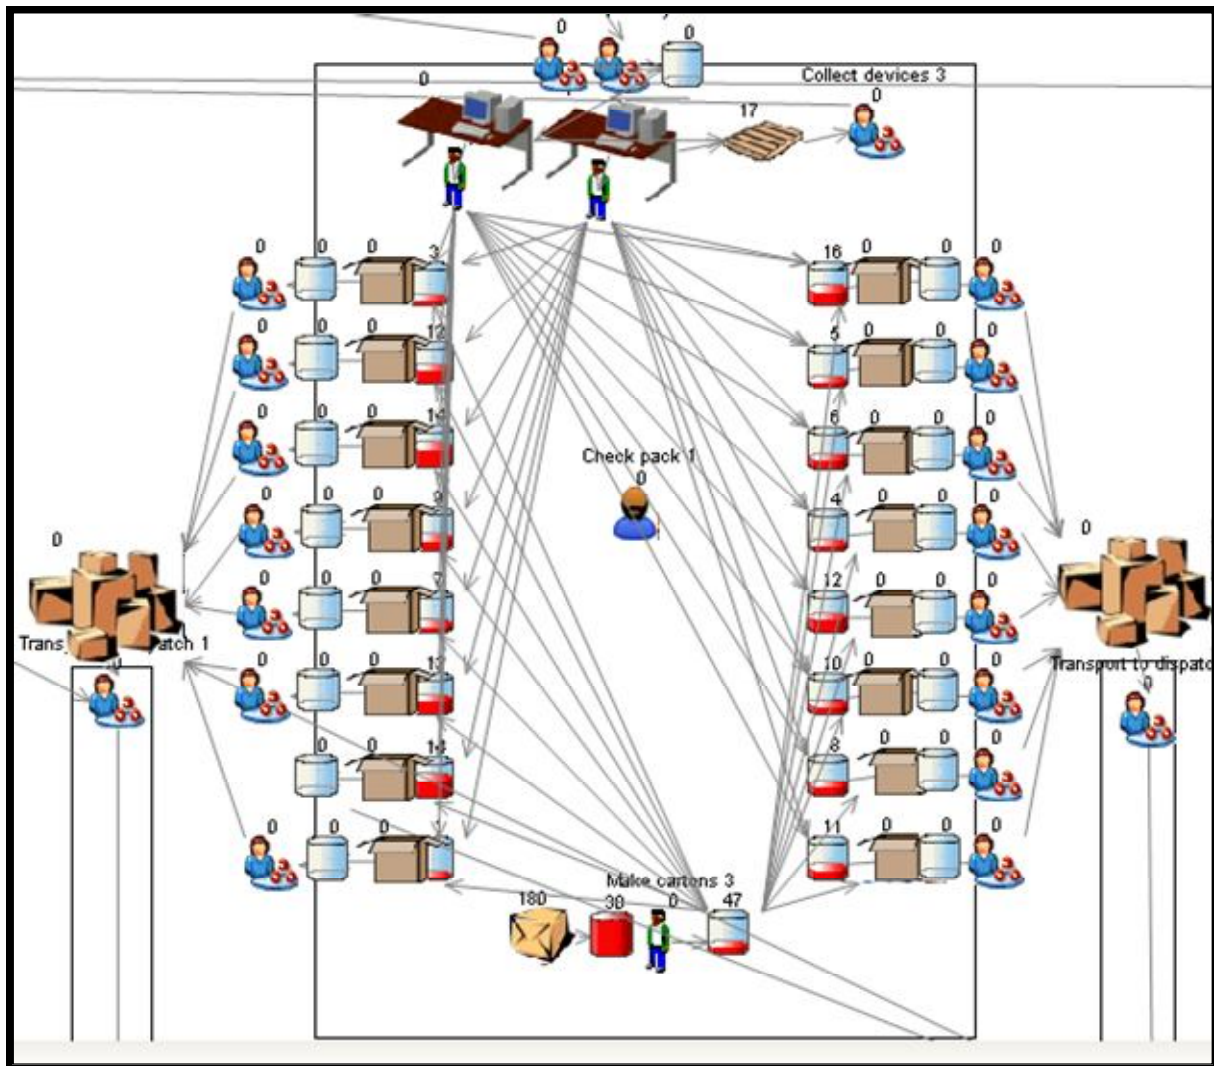 0
0
Collect devices 3
0
0
17
0 0 0 3
16 0 0 0
0 0 0 12
5 0 0 0
0 0 0 14
6 0 0 0
Check pack 1
0
0 0 0 9
4 0 0 0
0
0
0 0 0 7
12 0 0 0
Trans atch 1
0
Transport to dispatc
0
0 0 0 13
10 0 0 0
0 0 14
8 0 0 0
0 0 0
11 0 0 0
Make cartons 3
180 30 0 47